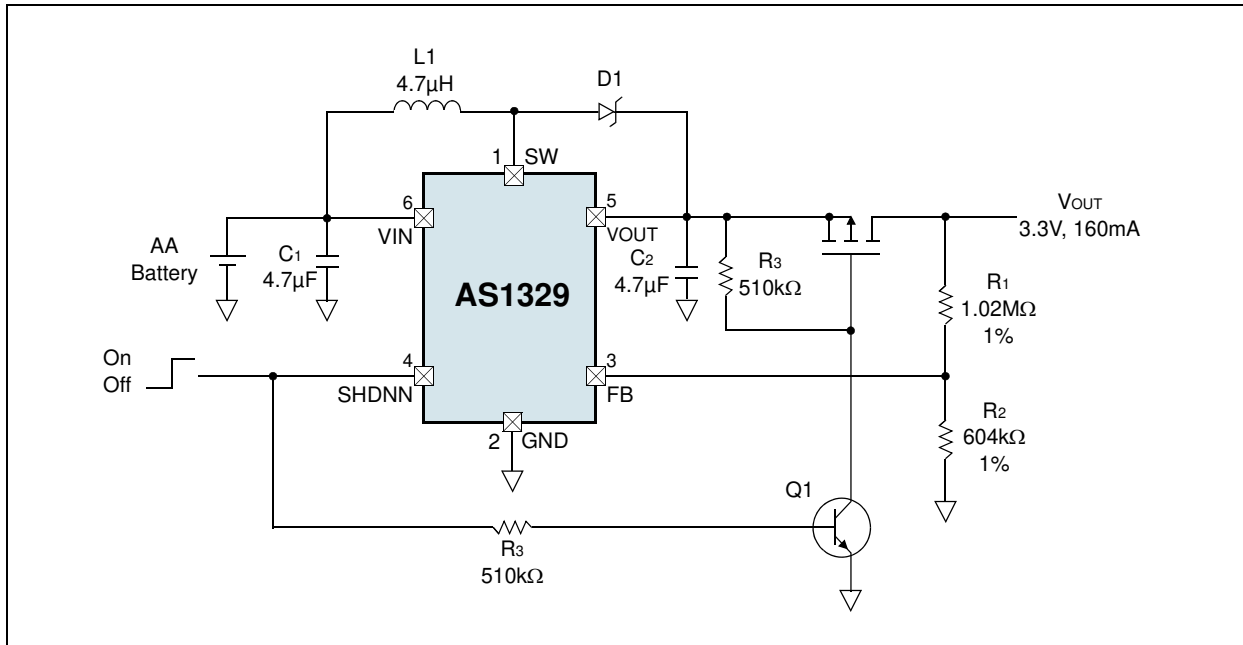 L1
4.7µH
D1
1
SW
6
VIN
5
VOUT
AA
Battery
C1
4.7µF
C2
4.7µF
R3
510kΩ
VOUT
3.3V, 160mA
AS1329
R1
1.02MΩ
1%
On
Off
4
SHDNN
3
FB
2
GND
R2
604kΩ
1%
Q1
R3
510kΩ